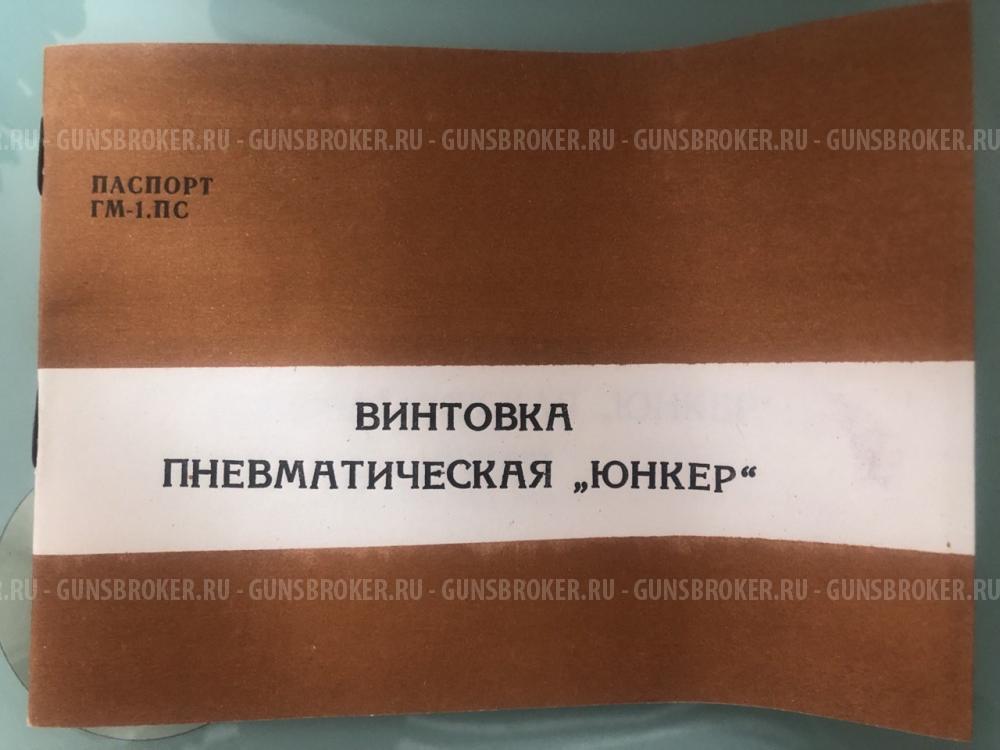 .RU - GUNSBROKER.RU - GUNSBROKER.RU - GUNSBROKER.RU - GUNSBROKER.RU - GUNSBROKER.RU
ПАСПОРТ
ГМ-1.ПС
ВИНТОВКА
ПНЕВМАТИЧЕСКАЯ „ЮНКЕР“
R.RU - GUNSBROKER.RU - GUNSBROKER.RU - GUNSBROKER.RU - GUNSBROKER.RU - GUNSBROKER.RU